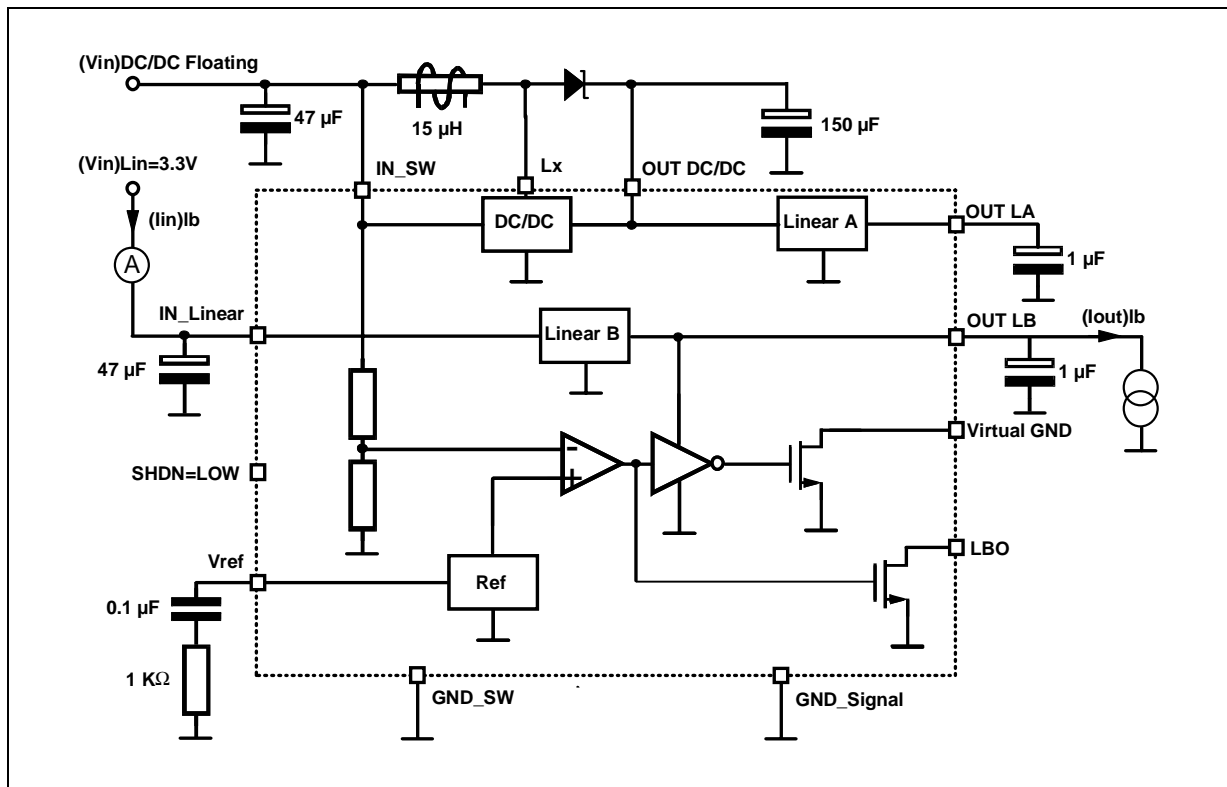 (Vin)DC/DC Floating
47 µF
15 µH
150 µF
(Vin)Lin=3.3V
IN_SW
Lx
OUT DC/DC
(Iin)lb
DC/DC
Linear A
OUT LA
A
1 µF
IN_Linear
Linear B
OUT LB
(Iout)lb
47 µF
1 µF
Virtual GND
-
+
SHDN=LOW
LBO
Vref
Ref
0.1 µF
1 KΩ
GND_SW
GND_Signal